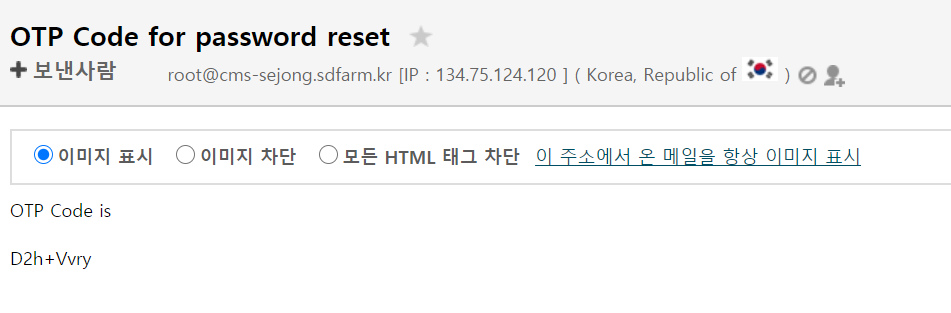 OTP Code for password reset
보낸사람 root@cms-sejong.sdfarm.kr [IP : 134.75.124.120 ] ( Korea, Republic of )
이미지 표시 이미지 차단 모든 HTML 태그 차단 이 주소에서 온 메일을 항상 이미지 표시
OTP Code is
D2h+Vvry